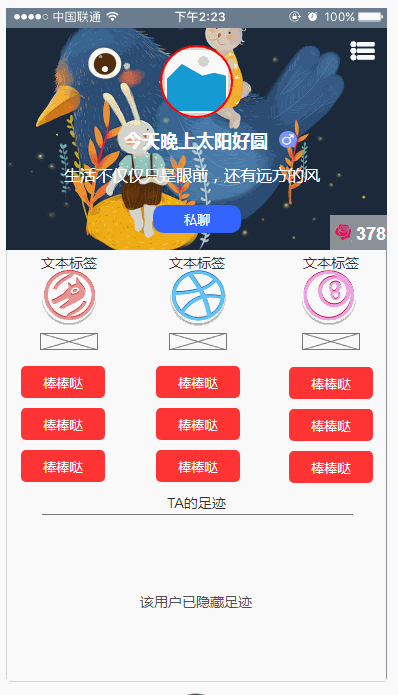 中国联通 下午2:23 100%
今天晚上太阳好圆
生活不仅仅只是眼前，还有远方的风
私聊
378
文本标签 文本标签 文本标签
8
棒棒哒 棒棒哒 棒棒哒
棒棒哒 棒棒哒 棒棒哒
棒棒哒 棒棒哒 棒棒哒
TA的足迹
该用户已隐藏足迹